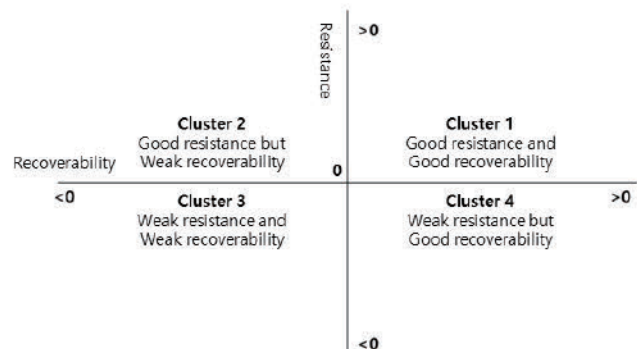 >0
Resistance
Cluster 2
Good resistance but
Weak recoverability
Cluster 1
Good resistance and
Good recoverability
Recoverability
0
<0
>0
Cluster 3
Weak resistance and
Weak recoverability
Cluster 4
Weak resistance but
Good recoverability
<0